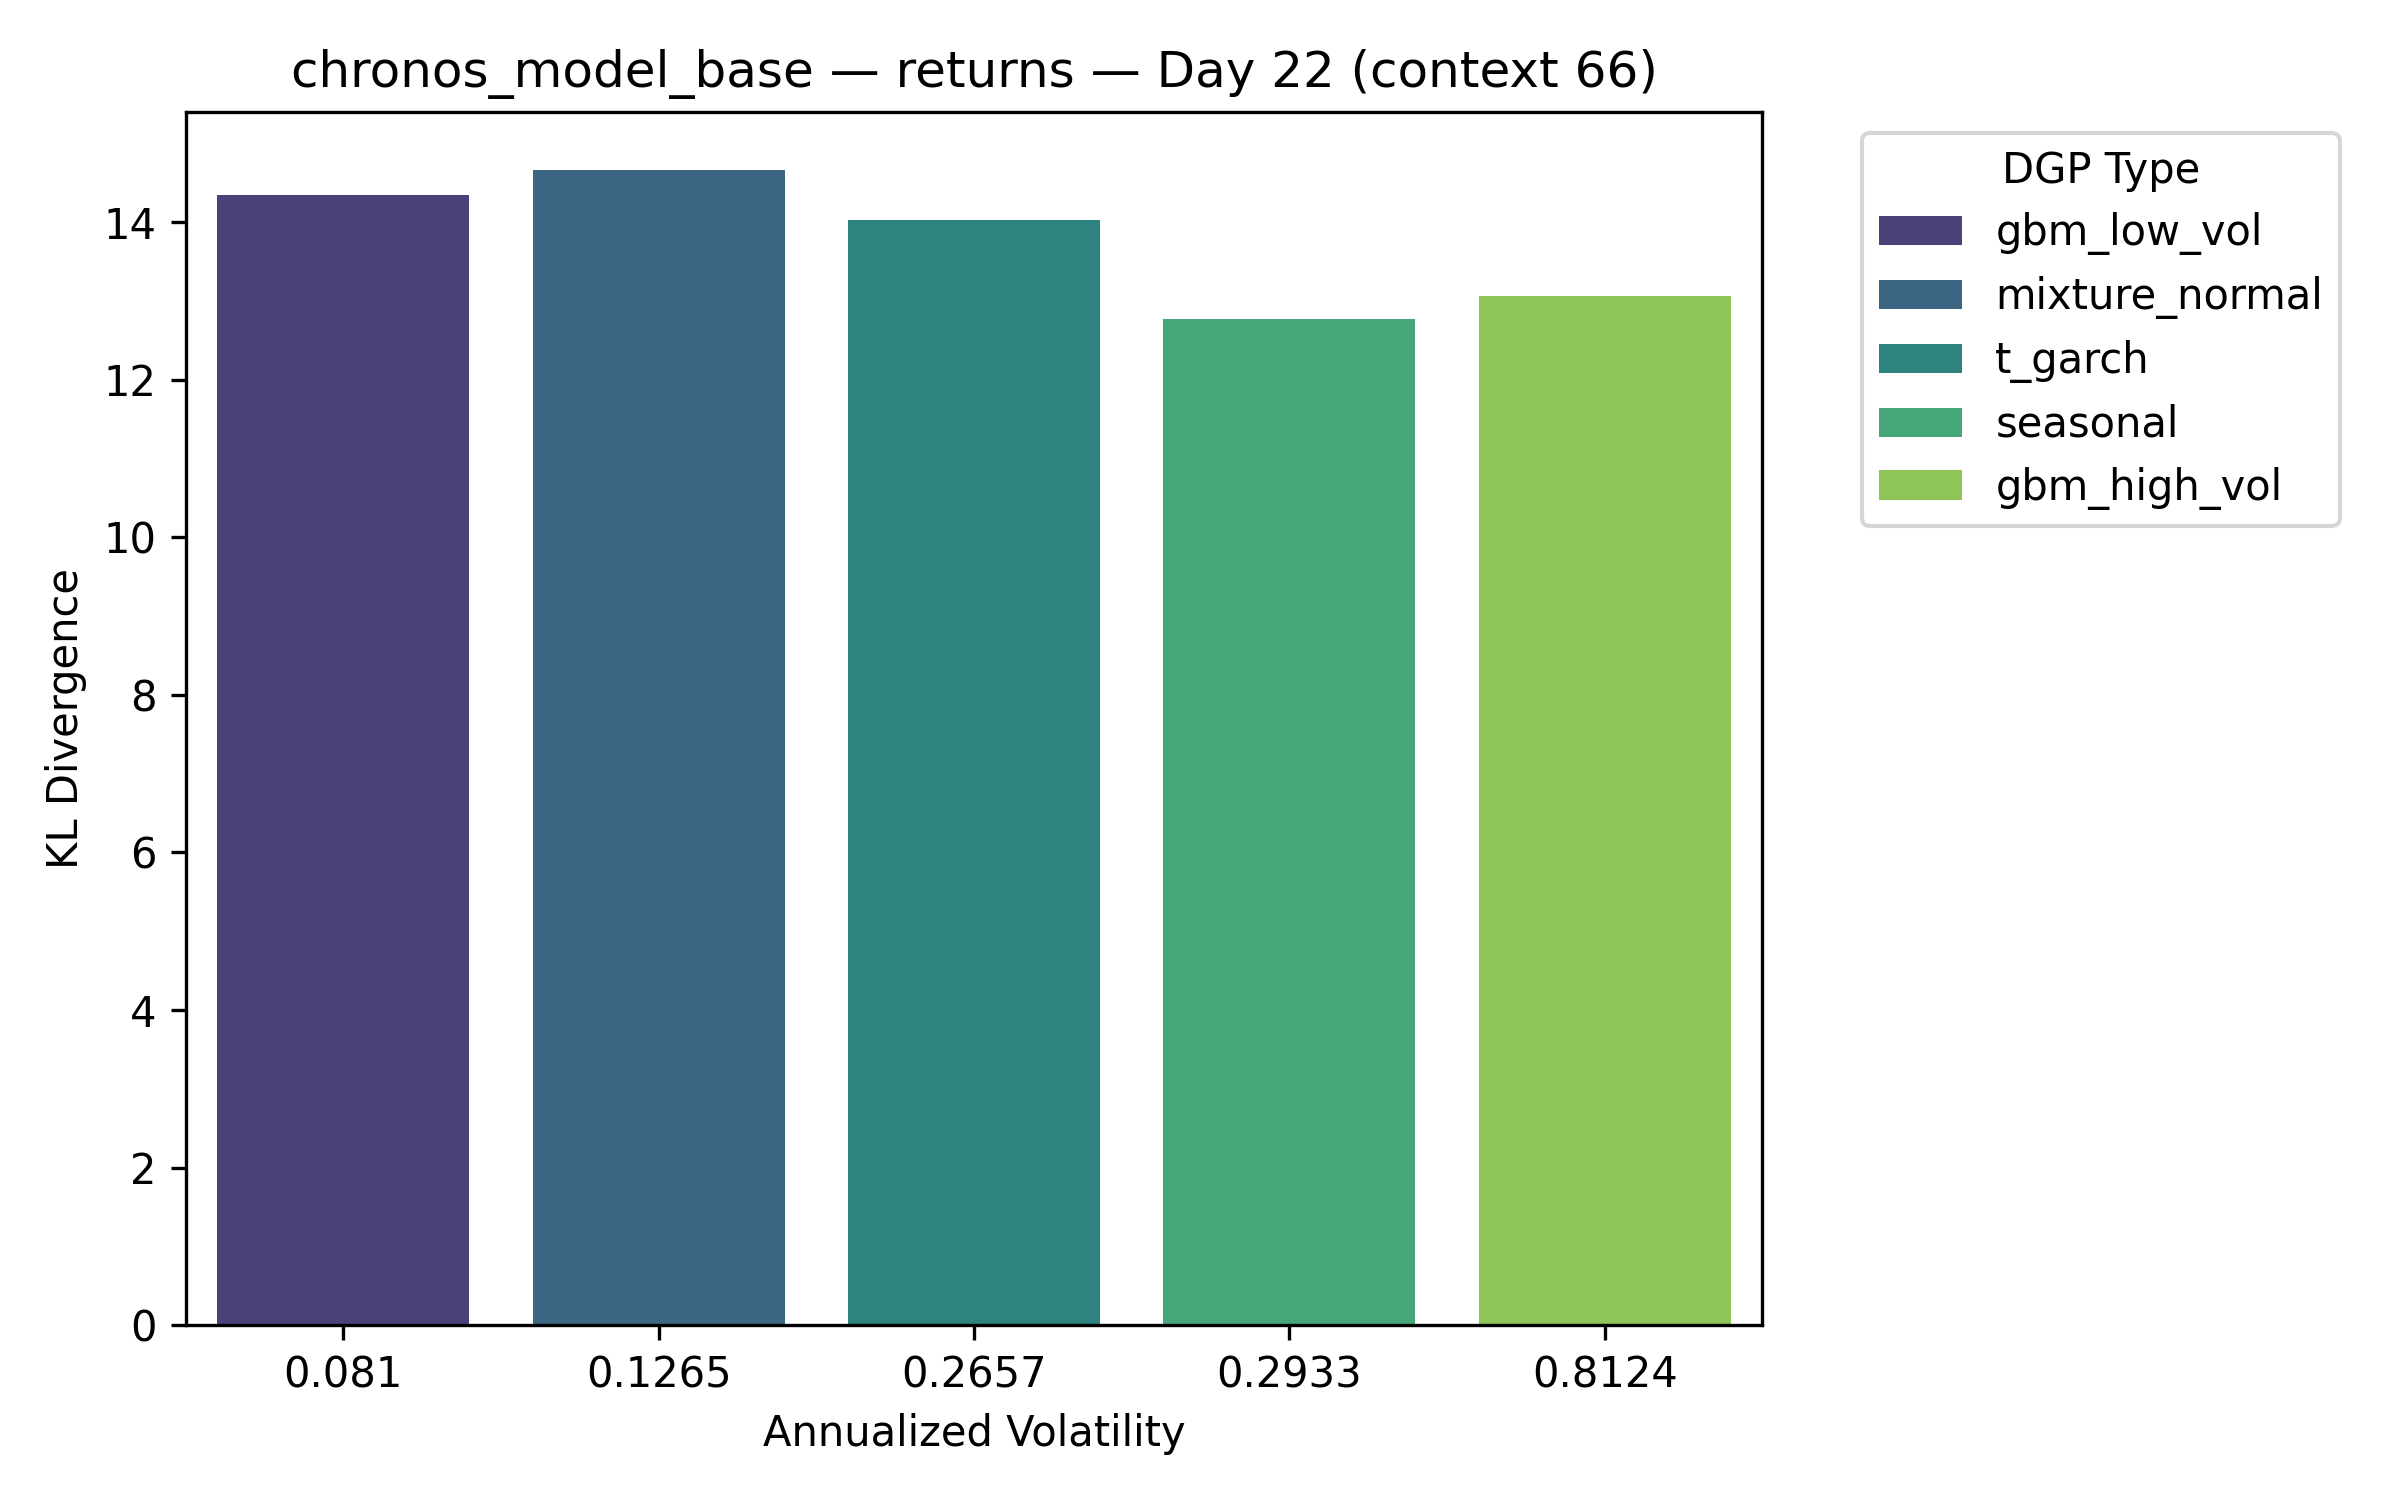 chronos_model_base — returns — Day 22 (context 66)
KL Divergence
14
12
10
8
6
4
2
0
0.081 0.1265 0.2657 0.2933 0.8124
Annualized Volatility
DGP Type
gbm_low_vol
mixture_normal
t_garch
seasonal
gbm_high_vol